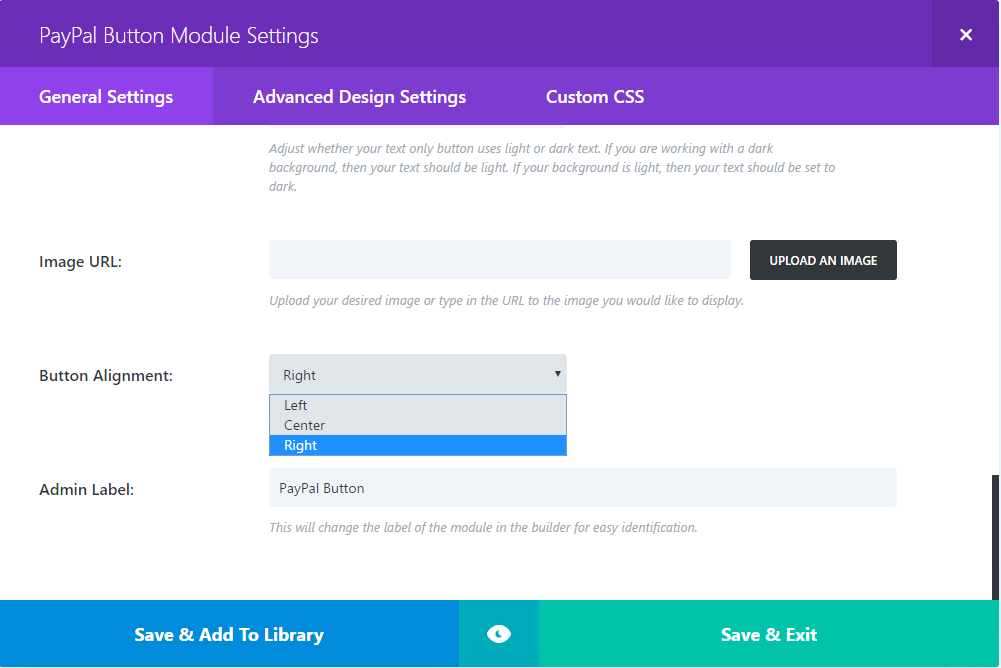 PayPal Button Module Settings
General Settings
Advanced Design Settings
Custom CSS
Adjust whether your text only button uses light or dark text. If you are working with a dark
background, then your text should be light. If your background is light, then your text should be set to
dark.
Image URL:
UPLOAD AN IMAGE
Upload your desired image or type in the URL to the image you would like to display.
Button Alignment:
Right
Left
Center
Right
Admin Label:
PayPal Button
This will change the label of the module in the builder for easy identification.
Save & Add To Library
Save & Exit